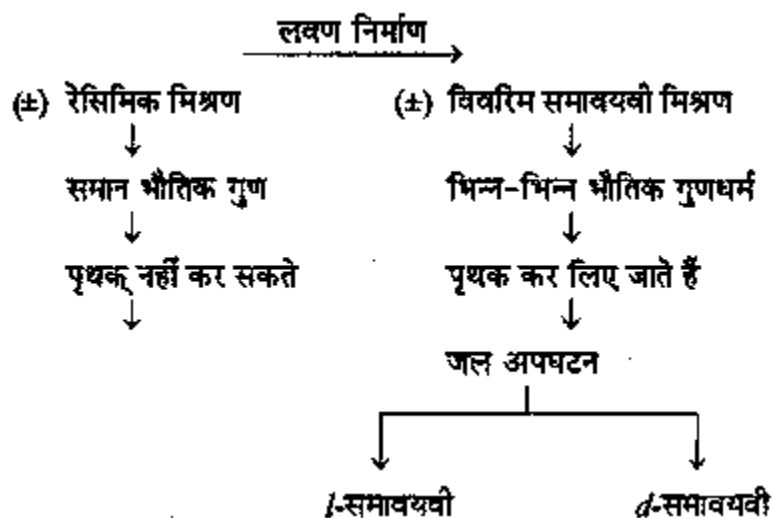 लवण निर्माण
(±) रेसिमिक मिश्रण (±) विवरिम समावयवी मिश्रण
समान भौतिक गुण भिन्न-भिन्न भौतिक गुणधर्म
पृथक् नहीं कर सकते पृथक कर लिए जाते हैं
जल अपघटन
l-समावयवी d-समावयवी